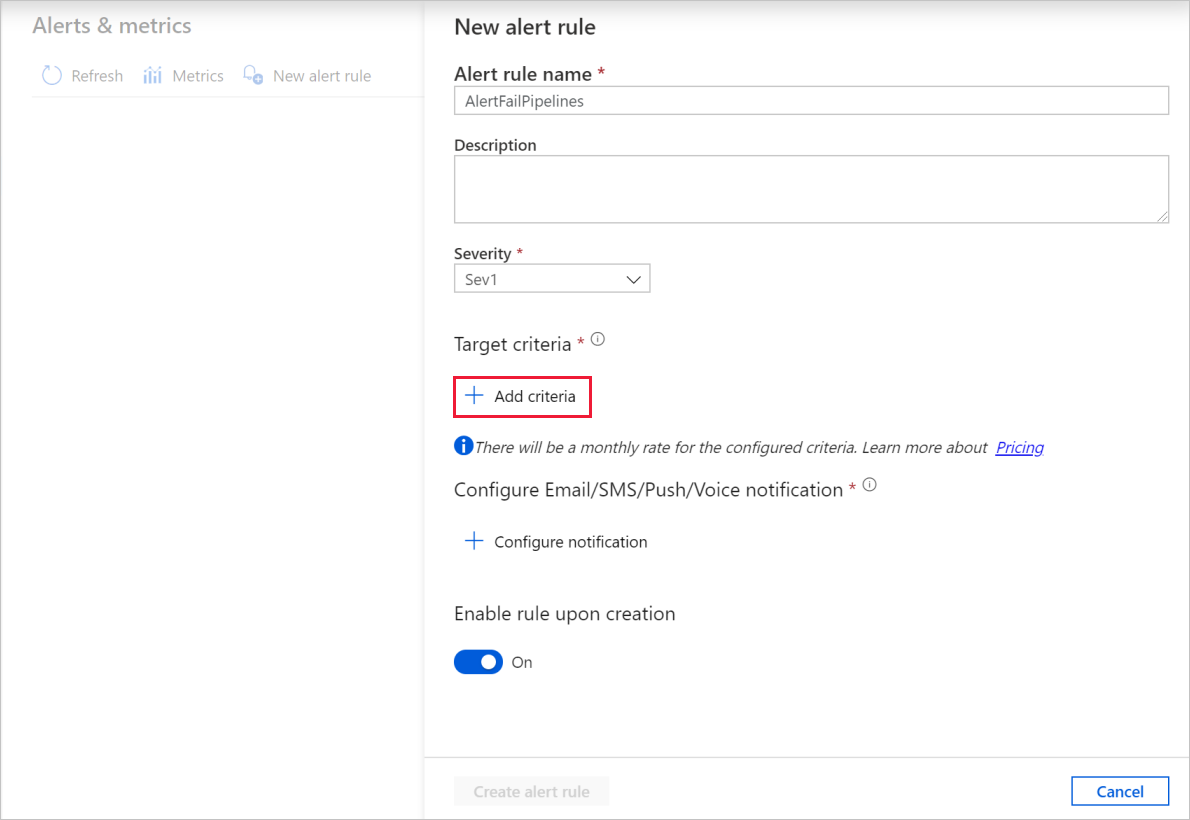 Alerts & metrics
Refresh Metrics New alert rule
New alert rule
Alert rule name *
AlertFailPipelines
Description
Severity *
Sev1
Target criteria *
Add criteria
There will be a monthly rate for the configured criteria. Learn more about Pricing
Configure Email/SMS/Push/Voice notification *
Configure notification
Enable rule upon creation
On
Create alert rule Cancel